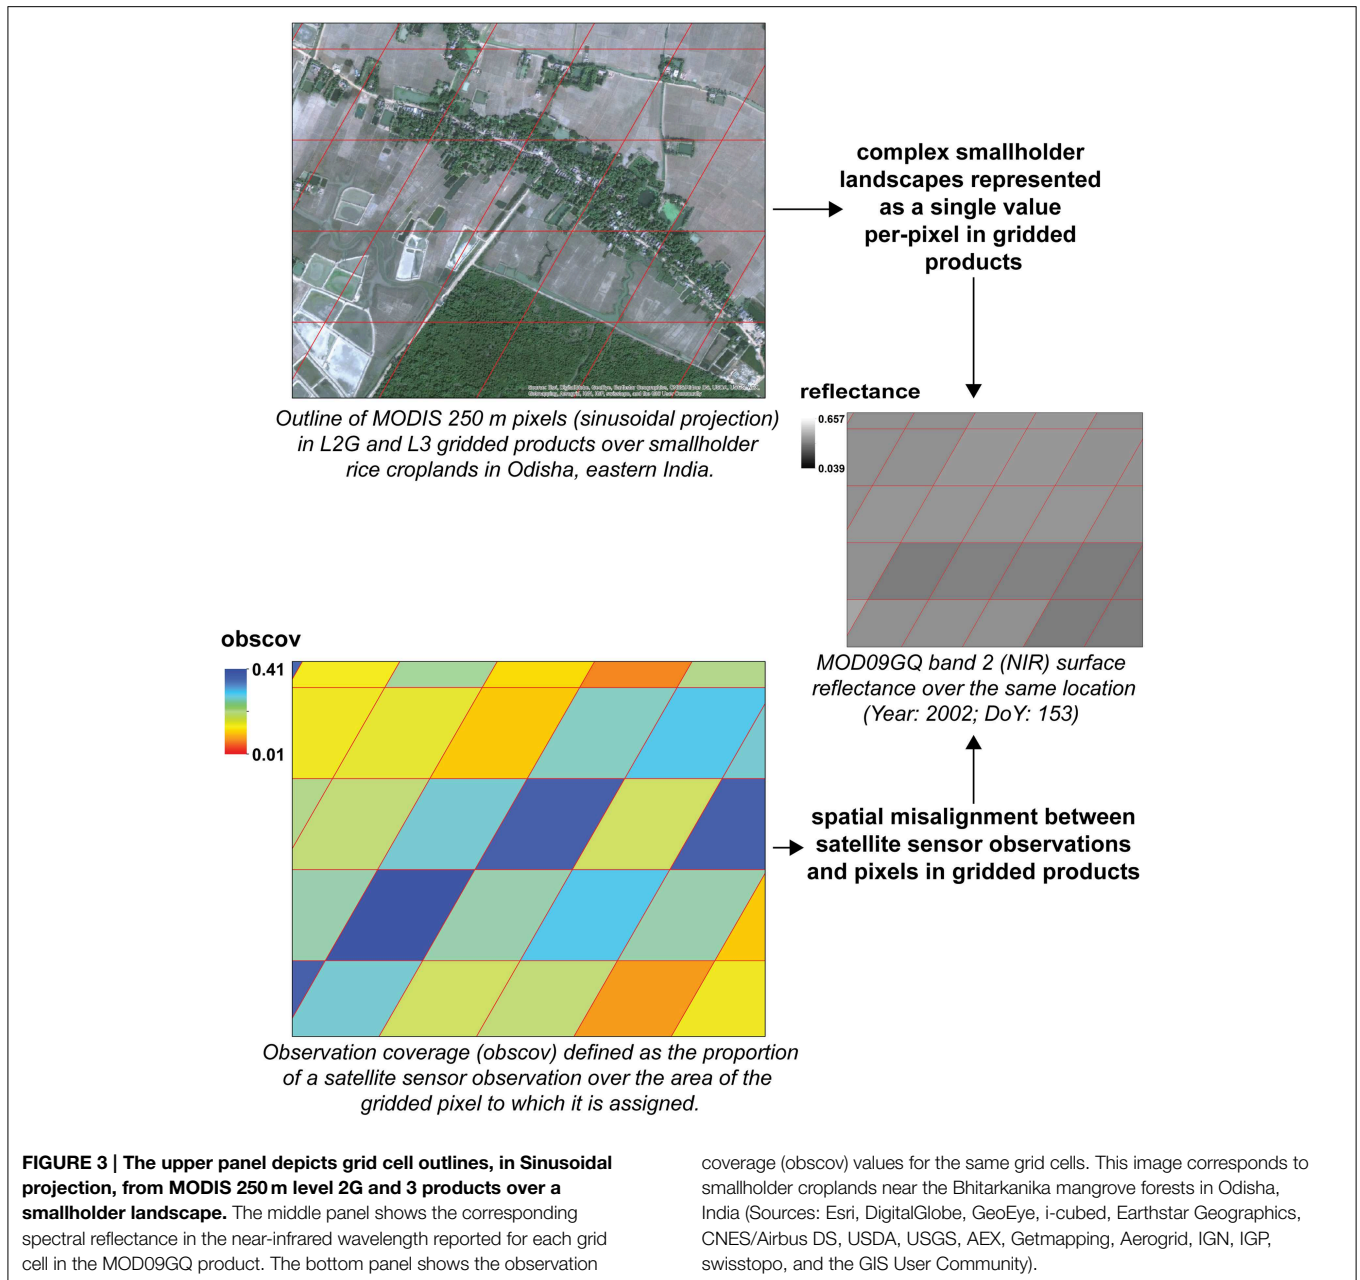 complex smallholder
landscapes represented
as a single value
per-pixel in gridded
products
Outline of MODIS 250 m pixels (sinusoidal projection)
in L2G and L3 gridded products over smallholder
rice croplands in Odisha, eastern India.
reflectance
0.657
0.039
MOD09GQ band 2 (NIR) surface
reflectance over the same location
(Year: 2002; DoY: 153)
obscov
0.41
0.01
spatial misalignment between
satellite sensor observations
and pixels in gridded products
Observation coverage (obscov) defined as the proportion
of a satellite sensor observation over the area of the
gridded pixel to which it is assigned.
FIGURE 3 | The upper panel depicts grid cell outlines, in Sinusoidal
projection, from MODIS 250 m level 2G and 3 products over a
smallholder landscape. The middle panel shows the corresponding
spectral reflectance in the near-infrared wavelength reported for each grid
cell in the MOD09GQ product. The bottom panel shows the observation
coverage (obscov) values for the same grid cells. This image corresponds to
smallholder croplands near the Bhitarkanika mangrove forests in Odisha,
India (Sources: Esri, DigitalGlobe, GeoEye, i-cubed, Earthstar Geographics,
CNES/Airbus DS, USDA, USGS, AEX, Getmapping, Aerogrid, IGN, IGP,
swisstopo, and the GIS User Community).